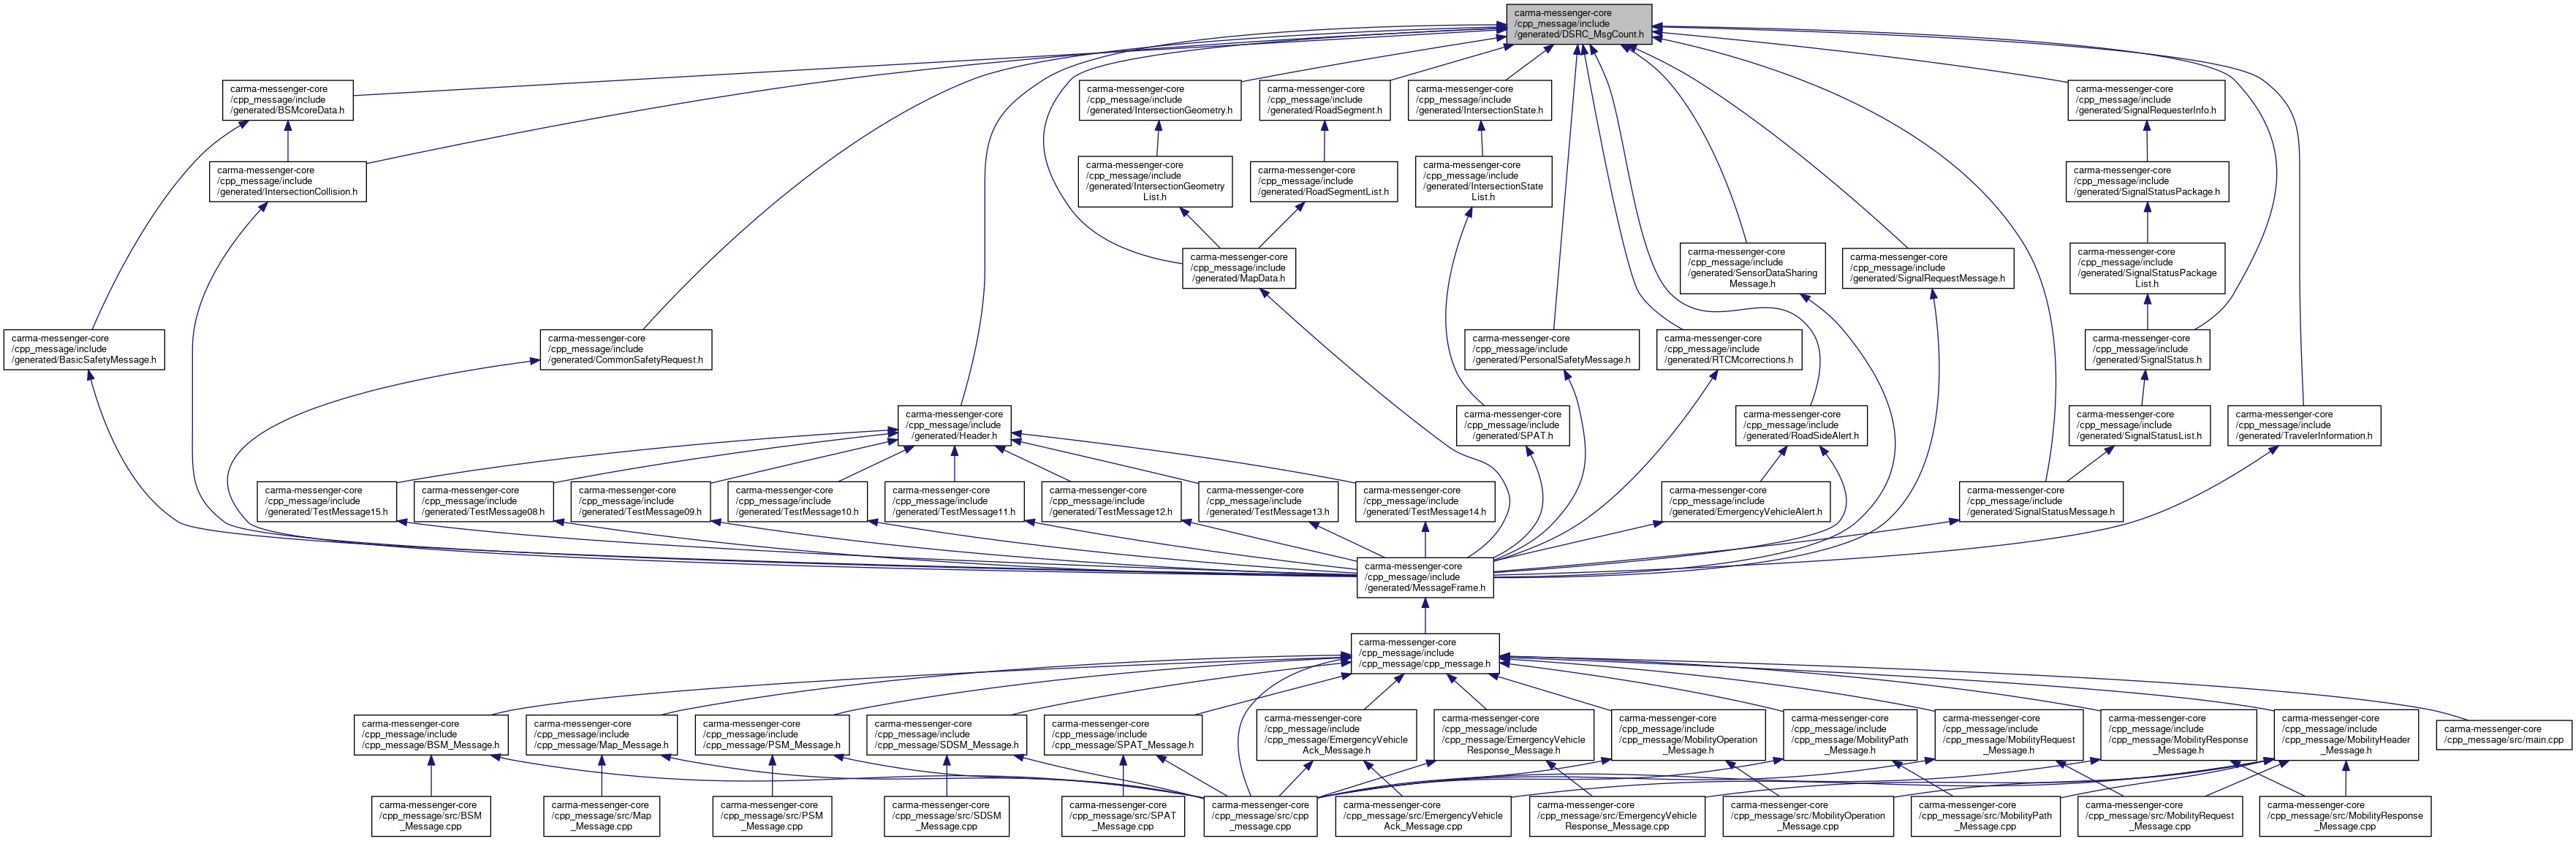 carma-messenger-core
/cpp_message/include
/generated/DSRC_MsgCount.h
carma-messenger-core
/cpp_message/include
/generated/BSMcoreData.h
carma-messenger-core
/cpp_message/include
/generated/IntersectionGeometry.h
carma-messenger-core
/cpp_message/include
/generated/RoadSegment.h
carma-messenger-core
/cpp_message/include
/generated/IntersectionState.h
carma-messenger-core
/cpp_message/include
/generated/SignalRequesterInfo.h
carma-messenger-core
/cpp_message/include
/generated/IntersectionCollision.h
carma-messenger-core
/cpp_message/include
/generated/IntersectionGeometry
List.h
carma-messenger-core
/cpp_message/include
/generated/RoadSegmentList.h
carma-messenger-core
/cpp_message/include
/generated/IntersectionState
List.h
carma-messenger-core
/cpp_message/include
/generated/SignalStatusPackage.h
carma-messenger-core
/cpp_message/include
/generated/MapData.h
carma-messenger-core
/cpp_message/include
/generated/SensorDataSharing
Message.h
carma-messenger-core
/cpp_message/include
/generated/SignalRequestMessage.h
carma-messenger-core
/cpp_message/include
/generated/SignalStatusPackage
List.h
carma-messenger-core
/cpp_message/include
/generated/BasicSafetyMessage.h
carma-messenger-core
/cpp_message/include
/generated/CommonSafetyRequest.h
carma-messenger-core
/cpp_message/include
/generated/PersonalSafetyMessage.h
carma-messenger-core
/cpp_message/include
/generated/RTCMcorrections.h
carma-messenger-core
/cpp_message/include
/generated/SignalStatus.h
carma-messenger-core
/cpp_message/include
/generated/Header.h
carma-messenger-core
/cpp_message/include
/generated/SPAT.h
carma-messenger-core
/cpp_message/include
/generated/RoadSideAlert.h
carma-messenger-core
/cpp_message/include
/generated/SignalStatusList.h
carma-messenger-core
/cpp_message/include
/generated/TravelerInformation.h
carma-messenger-core
/cpp_message/include
/generated/TestMessage15.h
carma-messenger-core
/cpp_message/include
/generated/TestMessage08.h
carma-messenger-core
/cpp_message/include
/generated/TestMessage09.h
carma-messenger-core
/cpp_message/include
/generated/TestMessage10.h
carma-messenger-core
/cpp_message/include
/generated/TestMessage11.h
carma-messenger-core
/cpp_message/include
/generated/TestMessage12.h
carma-messenger-core
/cpp_message/include
/generated/TestMessage13.h
carma-messenger-core
/cpp_message/include
/generated/TestMessage14.h
carma-messenger-core
/cpp_message/include
/generated/EmergencyVehicleAlert.h
carma-messenger-core
/cpp_message/include
/generated/SignalStatusMessage.h
carma-messenger-core
/cpp_message/include
/generated/MessageFrame.h
carma-messenger-core
/cpp_message/include
/cpp_message/cpp_message.h
carma-messenger-core
/cpp_message/include
/cpp_message/BSM_Message.h
carma-messenger-core
/cpp_message/include
/cpp_message/Map_Message.h
carma-messenger-core
/cpp_message/include
/cpp_message/PSM_Message.h
carma-messenger-core
/cpp_message/include
/cpp_message/SDSM_Message.h
carma-messenger-core
/cpp_message/include
/cpp_message/SPAT_Message.h
carma-messenger-core
/cpp_message/include
/cpp_message/EmergencyVehicle
Ack_Message.h
carma-messenger-core
/cpp_message/include
/cpp_message/EmergencyVehicle
Response_Message.h
carma-messenger-core
/cpp_message/include
/cpp_message/MobilityOperation
_Message.h
carma-messenger-core
/cpp_message/include
/cpp_message/MobilityPath
_Message.h
carma-messenger-core
/cpp_message/include
/cpp_message/MobilityRequest
_Message.h
carma-messenger-core
/cpp_message/include
/cpp_message/MobilityResponse
_Message.h
carma-messenger-core
/cpp_message/include
/cpp_message/MobilityHeader
_Message.h
carma-messenger-core
/cpp_message/src/main.cpp
carma-messenger-core
/cpp_message/src/BSM
_Message.cpp
carma-messenger-core
/cpp_message/src/Map
_Message.cpp
carma-messenger-core
/cpp_message/src/PSM
_Message.cpp
carma-messenger-core
/cpp_message/src/SDSM
_Message.cpp
carma-messenger-core
/cpp_message/src/SPAT
_Message.cpp
carma-messenger-core
/cpp_message/src/cpp
_message.cpp
carma-messenger-core
/cpp_message/src/EmergencyVehicle
Ack_Message.cpp
carma-messenger-core
/cpp_message/src/EmergencyVehicle
Response_Message.cpp
carma-messenger-core
/cpp_message/src/MobilityOperation
_Message.cpp
carma-messenger-core
/cpp_message/src/MobilityPath
_Message.cpp
carma-messenger-core
/cpp_message/src/MobilityRequest
_Message.cpp
carma-messenger-core
/cpp_message/src/MobilityResponse
_Message.cpp